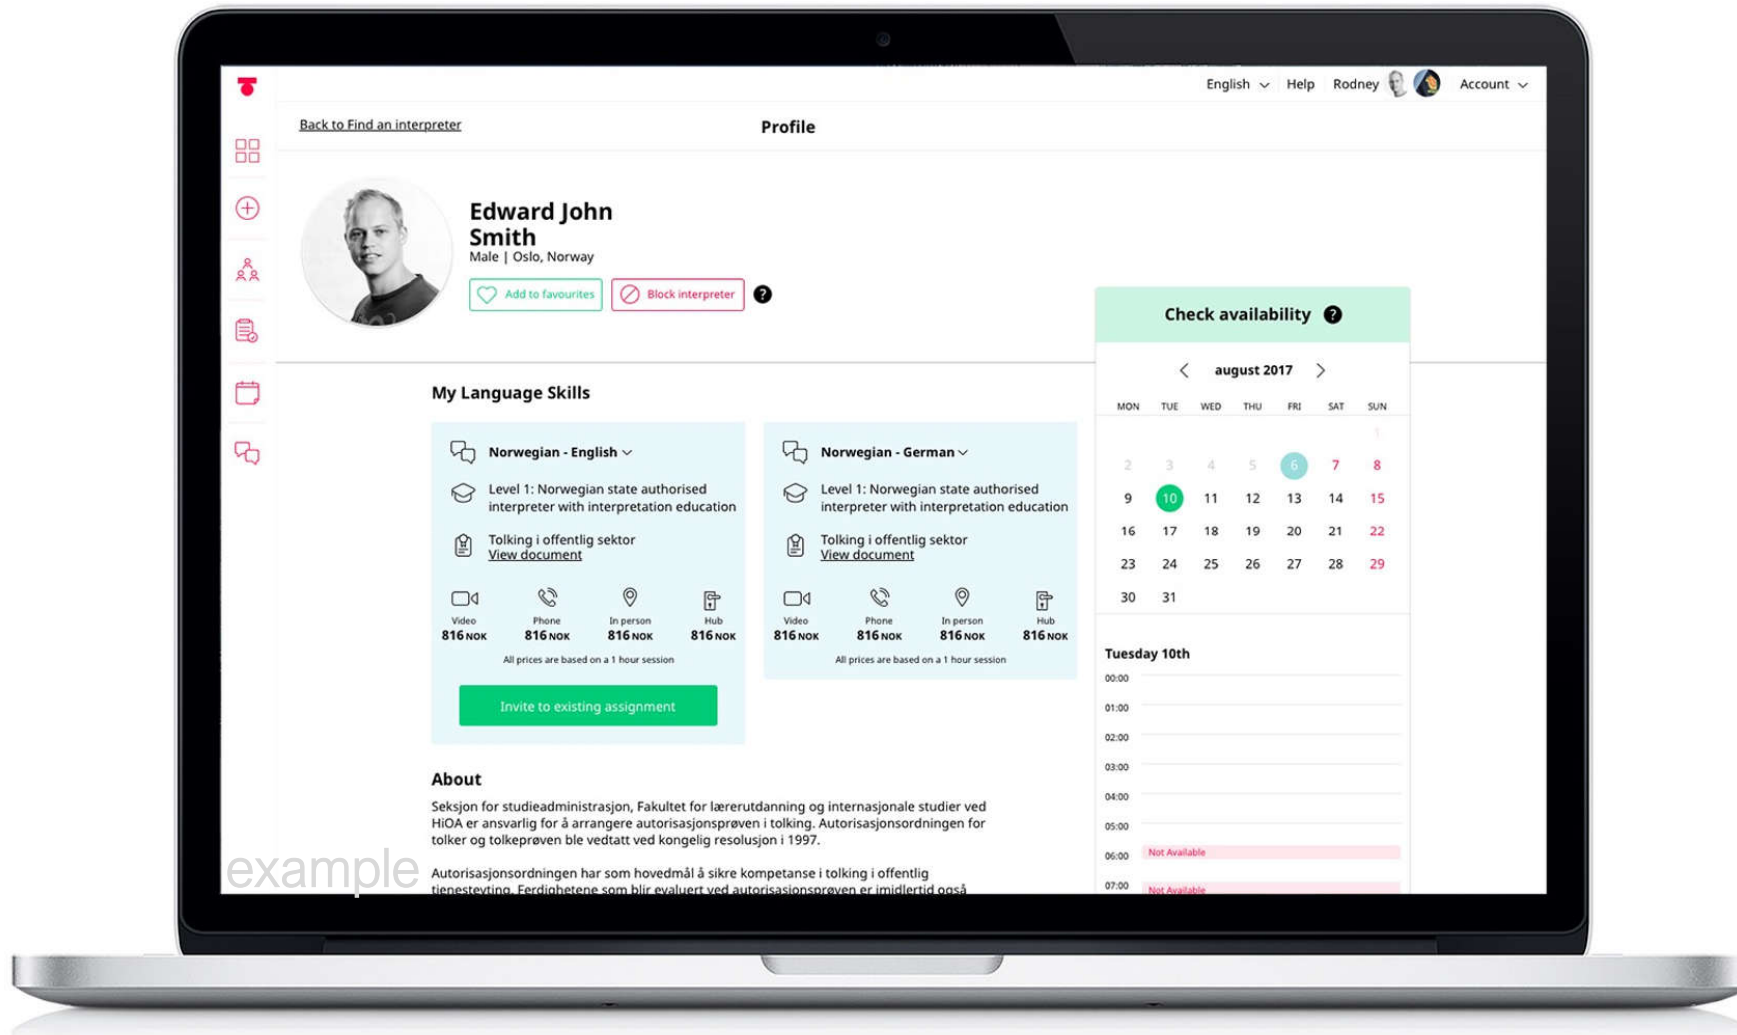 English Help Rodney Account
Back to Find an interpreter
Profile
Edward John
Smith
Male | Oslo, Norway
Add to favourites
Block interpreter
?
My Language Skills
Norwegian - English
Level 1: Norwegian state authorised
interpreter with interpretation education
Tolking i offentlig sektor
View document
Video Phone In person Hub
816 NOK 816 NOK 816 NOK 816 NOK
All prices are based on a 1 hour session
Invite to existing assignment
Norwegian - German
Level 1: Norwegian state authorised
interpreter with interpretation education
Tolking i offentlig sektor
View document
Video Phone In person Hub
816 NOK 816 NOK 816 NOK 816 NOK
All prices are based on a 1 hour session
About
Seksjon for studieadministrasjon, Fakultet for lærerutdanning og internasjonale studier ved
HiOA er ansvarlig for å arrangere autorisasjonsprøven i tolking. Autorisasjonsordningen for
tolker og tolkeprøven ble vedtatt ved kongelig resolusjon i 1997.
Autorisasjonsordningen har som hovedmål å sikre kompetanse i tolking i offentlig
tjenesteyting. Ferdighetene som blir evaluert ved autorisasjonsprøven er imidlertid også
example
Check availability ?
august 2017
MON TUE WED THU FRI SAT SUN
1
2 3 4 5 6 7 8
9 10 11 12 13 14 15
16 17 18 19 20 21 22
23 24 25 26 27 28 29
30 31
Tuesday 10th
00:00
01:00
02:00
03:00
04:00
05:00
06:00 Not Available
07:00 Not Available